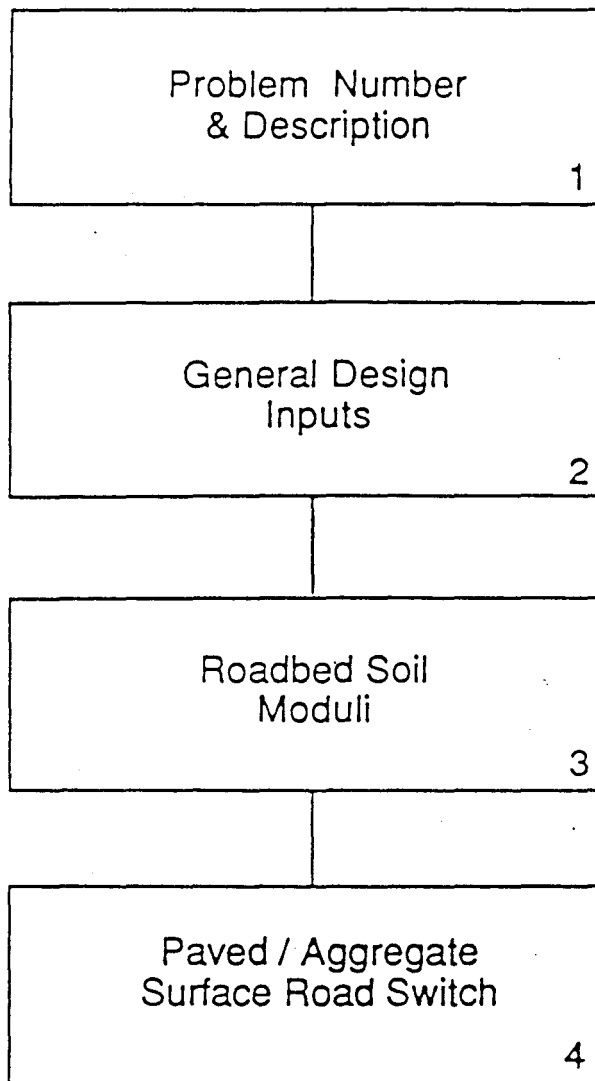 Problem Number
& Description
1
General Design
Inputs
2
Roadbed Soil
Moduli
3
Paved / Aggregate
Surface Road Switch
4